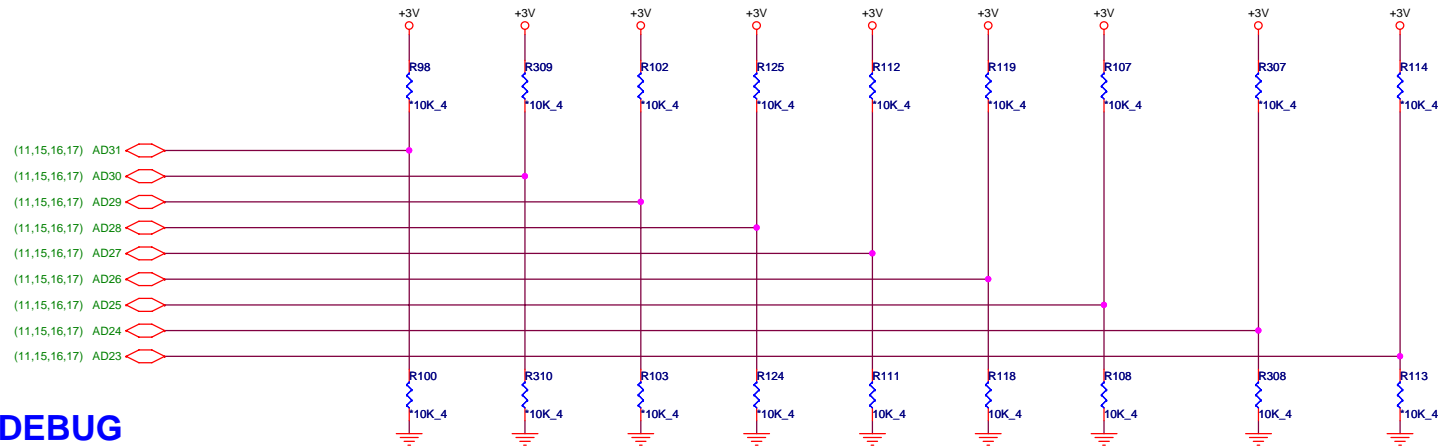 +3V +3V +3V +3V +3V +3V +3V +3V +3V
R98 R309 R102 R125 R112 R119 R107 R307 R114
*10K_4 *10K_4 *10K_4 *10K_4 *10K_4 *10K_4 *10K_4 *10K_4 *10K_4
(11,15,16,17) AD31
(11,15,16,17) AD30
(11,15,16,17) AD29
(11,15,16,17) AD28
(11,15,16,17) AD27
(11,15,16,17) AD26
(11,15,16,17) AD25
(11,15,16,17) AD24
(11,15,16,17) AD23
R100 R310 R103 R124 R111 R118 R108 R308 R113
*10K_4 *10K_4 *10K_4 *10K_4 10K_4 10K_4 10K_4 10K_4 *10K_4
DEBUG